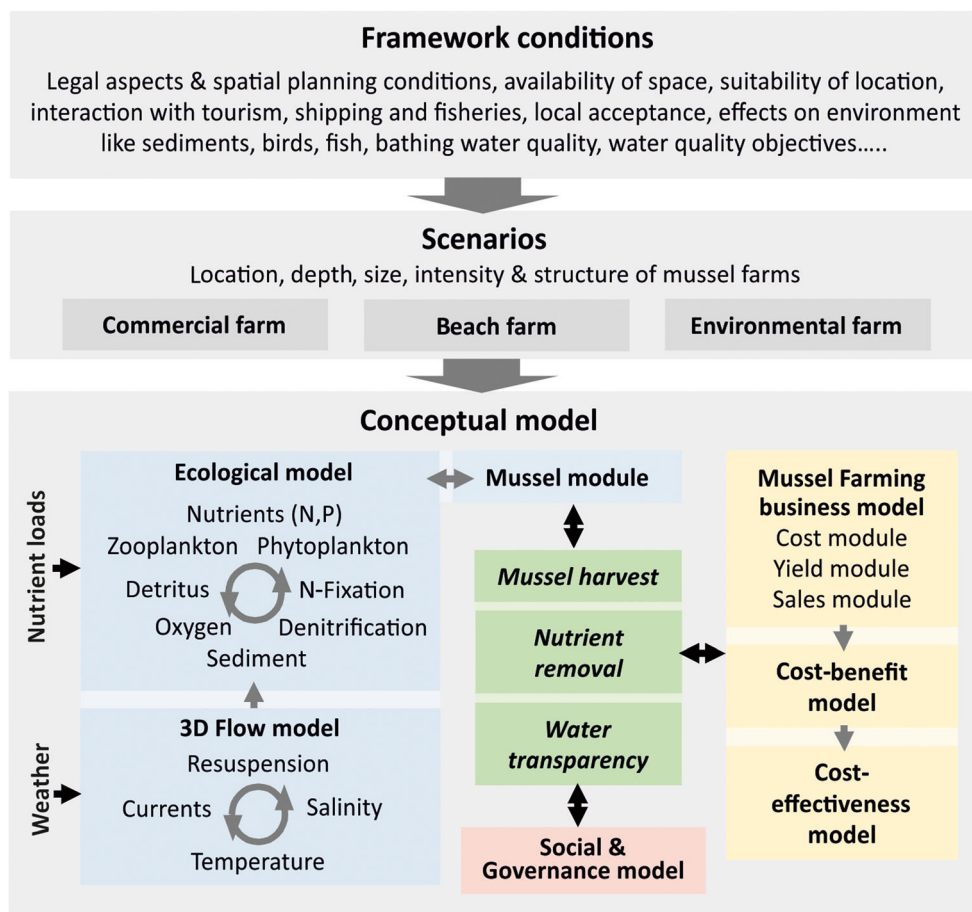 Framework conditions
Legal aspects & spatial planning conditions, availability of space, suitability of location,
interaction with tourism, shipping and fisheries, local acceptance, effects on environment
like sediments, birds, fish, bathing water quality, water quality objectives.....
Scenarios
Location, depth, size, intensity & structure of mussel farms
Commercial farm
Beach farm
Environmental farm
Conceptual model
Nutrient loads
Weather
Ecological model
Nutrients (N,P)
Zooplankton
Phytoplankton
Detritus
N-Fixation
Oxygen
Denitrification
Sediment
3D Flow model
Resuspension
Currents
Salinity
Temperature
Mussel module
Mussel harvest
Nutrient
removal
Water
transparency
Social &
Governance model
Mussel Farming
business model
Cost module
Yield module
Sales module
Cost-benefit
model
Cost-
effectiveness
model